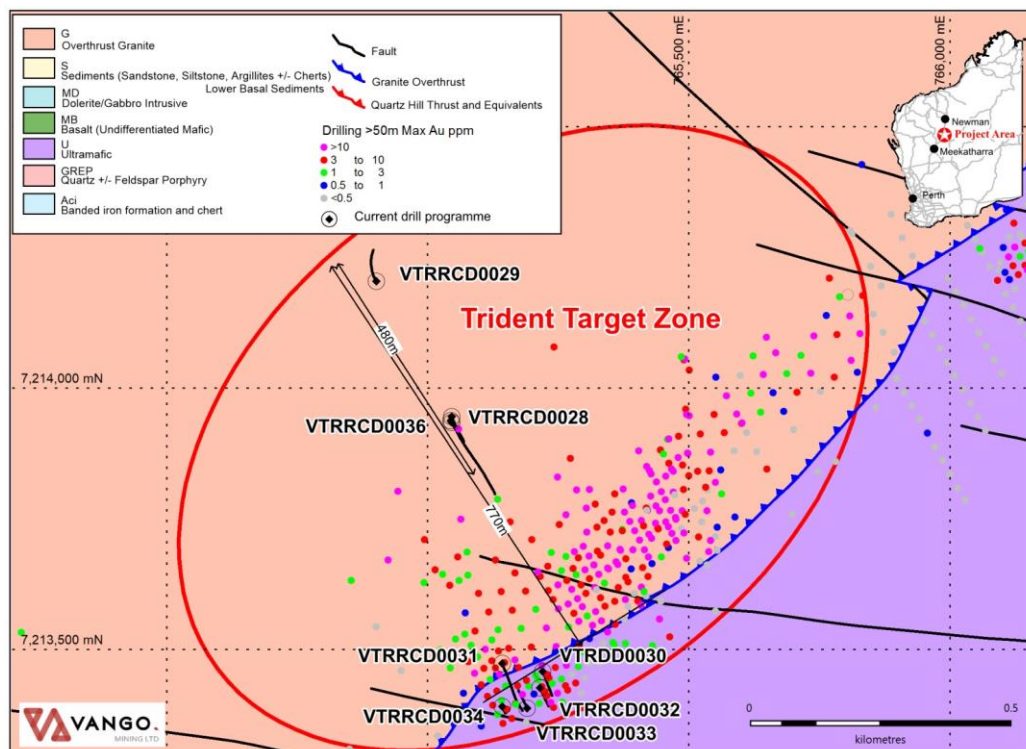 G
Overthrust Granite
S
Sediments (Sandstone, Siltstone, Argillites +/- Cherts)
Lower Basal Sediments
MD
Dolerite/Gabbro Intrusive
MB
Basalt (Undifferentiated Mafic)
U
Ultramafic
GREP
Quartz +/- Feldspar Porphyry
Aci
Banded iron formation and chert
Fault
Granite Overthrust
Quartz Hill Thrust and Equivalents
Drilling >50m Max Au ppm
>10
3 to 10
1 to 3
0.5 to 1
<0.5
Current drill programme
765,500 mE
766,000 mE
Newman
Project Area
Meekatharra
Perth
VTRRCD0029
480m
Trident Target Zone
7,214,000 mN
VTRRCD0036
VTRRCD0028
770m
7,213,500 mN
VTRRCD0031
VTRDD0030
VTRRCD0034
VTRRCD0032
VTRRCD0033
VANGO.
MINING LTD
0 0.5
kilometres